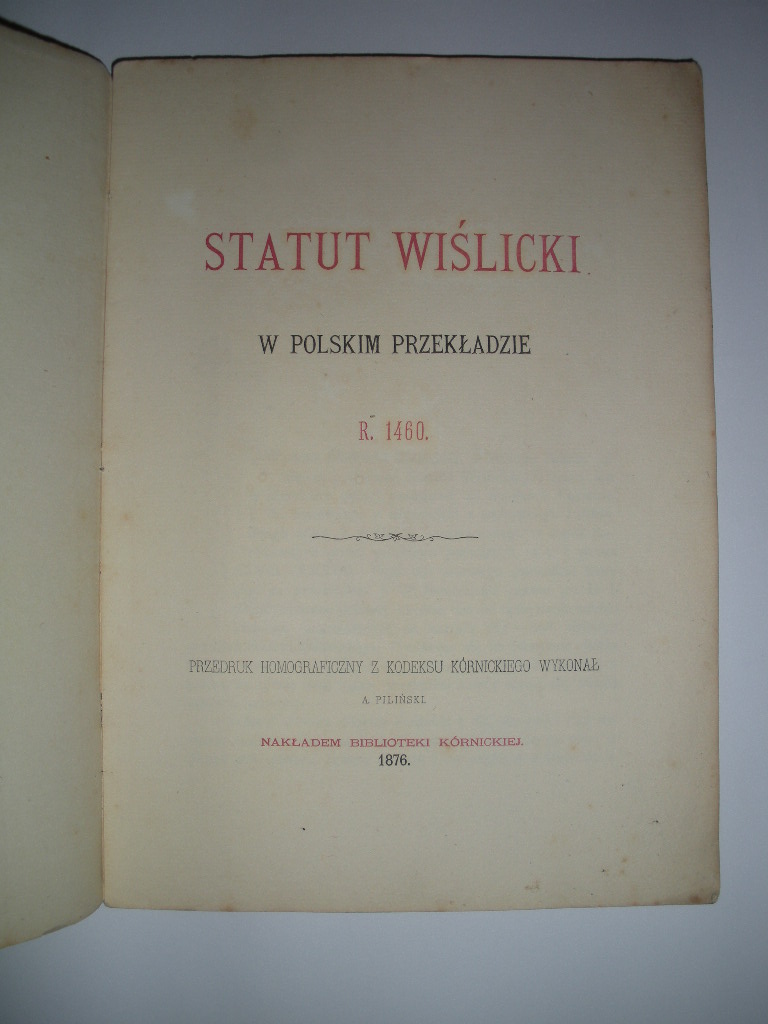 STATUT WIŚLICKI
W POLSKIM PRZEKŁADZIE
R. 1460.
PRZEDRUK HOMOGRAFICZNY Z KODEKSU KÓRNICKIEGO WYKONAŁ
A. PILIŃSKI.
NAKŁADEM BIBLIOTEKI KÓRNICKIEJ.
1876.